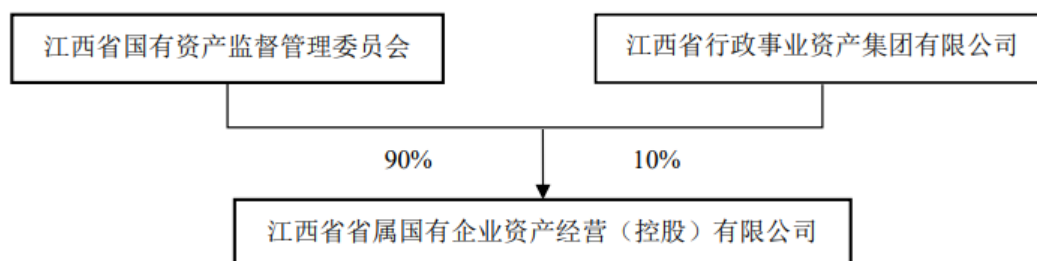 江西省国有资产监督管理委员会
江西省行政事业资产集团有限公司
90%
10%
江西省省属国有企业资产经营（控股）有限公司